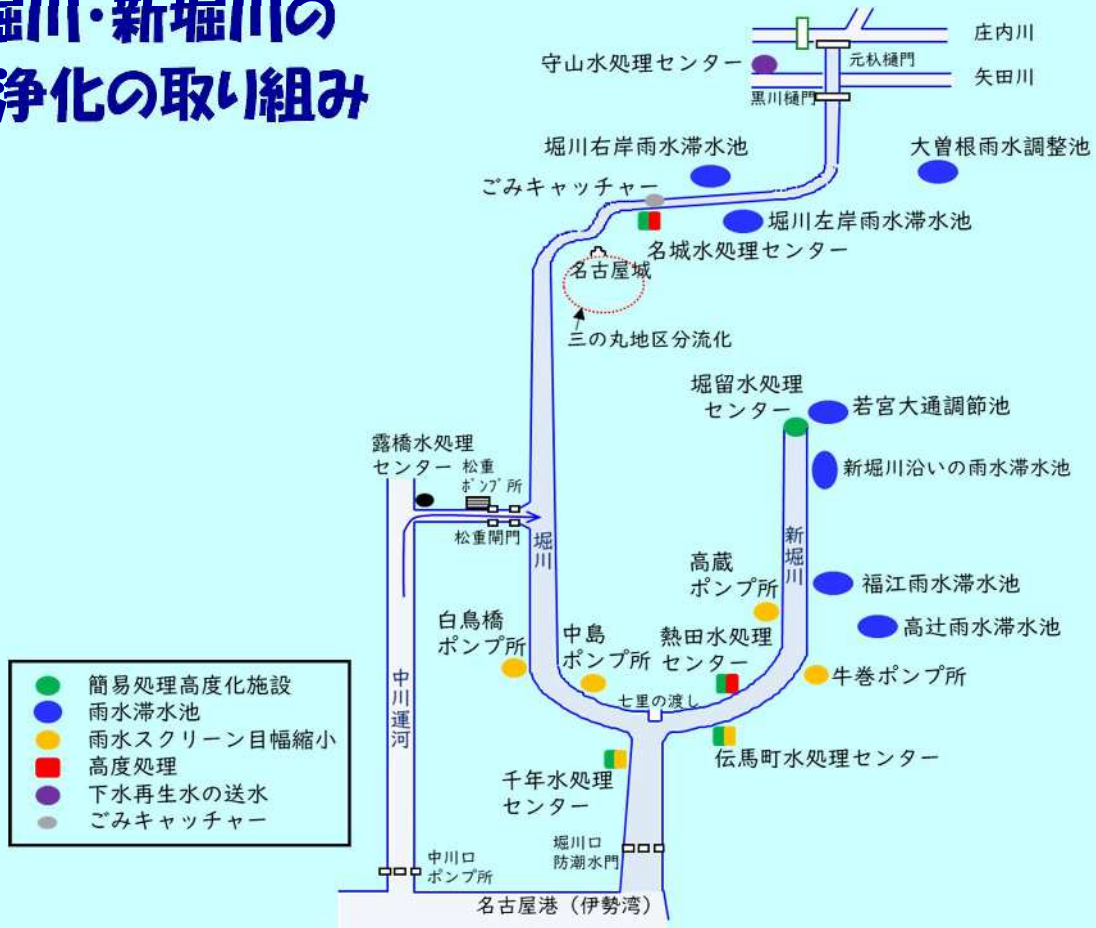 堀川・新堀川の
浄化の取り組み
庄内川
元杁樋門
守山水処理センター
矢田川
黒川樋門
堀川右岸雨水滞水池
大曽根雨水調整池
ごみキャッチャー
堀川左岸雨水滞水池
名城水処理センター
名古屋城
三の丸地区分流化
堀留水処理
センター
若宮大通調節池
露橋水処理
センター
松重
ポンプ所
新堀川沿いの雨水滞水池
松重閘門
堀川
新堀川
高蔵
ポンプ所
福江雨水滞水池
白鳥橋
ポンプ所
中島
ポンプ所
熱田水処理
センター
高辻雨水滞水池
牛巻ポンプ所
七里の渡し
中川運河
伝馬町水処理センター
千年水処理
センター
簡易処理高度化施設
雨水滞水池
雨水スクリーン目幅縮小
高度処理
下水再生水の送水
ごみキャッチャー
堀川口
防潮水門
中川口
ポンプ所
名古屋港（伊勢湾）